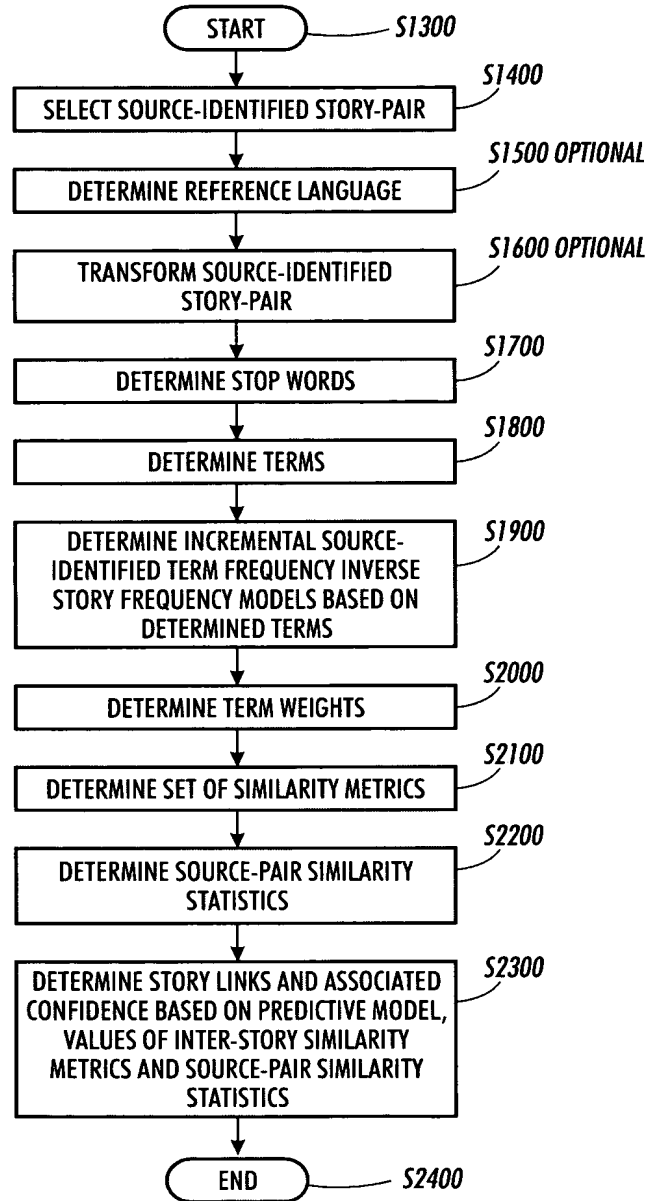 START
S1300
S1400
SELECT SOURCE-IDENTIFIED STORY-PAIR
S1500 OPTIONAL
DETERMINE REFERENCE LANGUAGE
S1600 OPTIONAL
TRANSFORM SOURCE-IDENTIFIED
STORY-PAIR
S1700
DETERMINE STOP WORDS
S1800
DETERMINE TERMS
S1900
DETERMINE INCREMENTAL SOURCE-
IDENTIFIED TERM FREQUENCY INVERSE
STORY FREQUENCY MODELS BASED ON
DETERMINED TERMS
S2000
DETERMINE TERM WEIGHTS
S2100
DETERMINE SET OF SIMILARITY METRICS
S2200
DETERMINE SOURCE-PAIR SIMILARITY
STATISTICS
S2300
DETERMINE STORY LINKS AND ASSOCIATED
CONFIDENCE BASED ON PREDICTIVE MODEL,
VALUES OF INTER-STORY SIMILARITY
METRICS AND SOURCE-PAIR SIMILARITY
STATISTICS
END
S2400